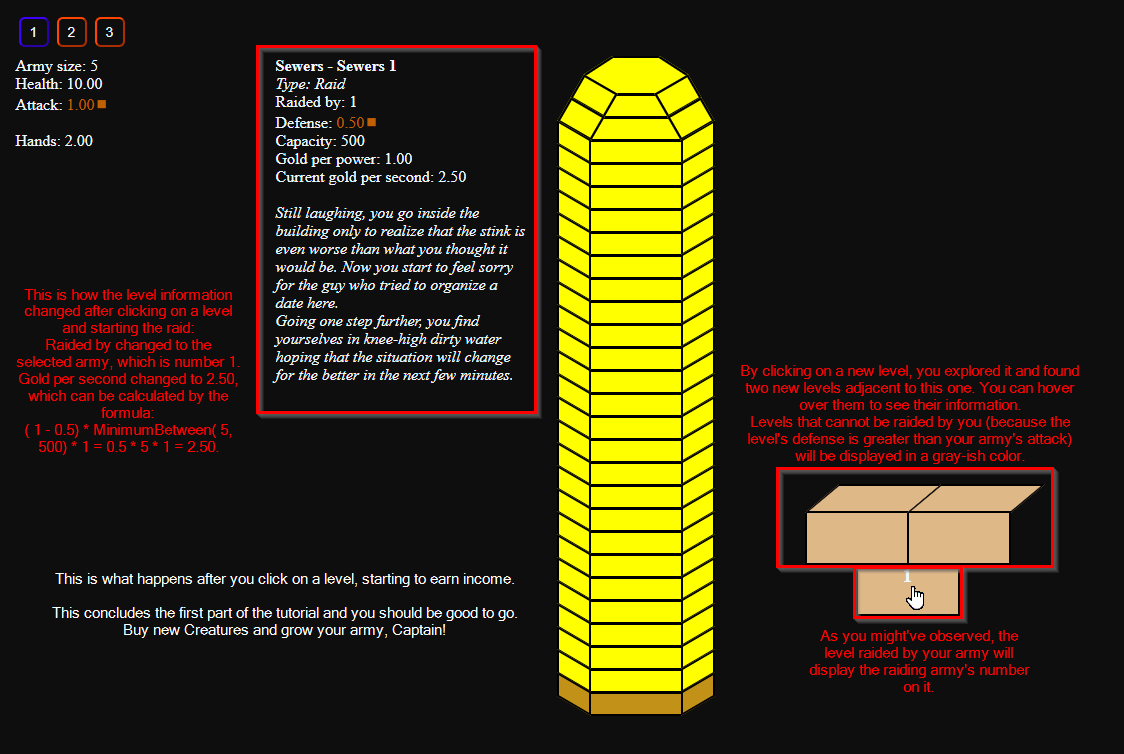 1 2 3
Army size: 5
Health: 10.00
Attack: 1.00
Hands: 2.00
Sewers - Sewers 1
Type: Raid
Raided by: 1
Defense: 0.50
Capacity: 500
Gold per power: 1.00
Current gold per second: 2.50
Still laughing, you go inside the
building only to realize that the stink is
even worse than what you thought it
would be. Now you start to feel sorry
for the guy who tried to organize a
date here.
Going one step further, you find
yourselves in knee-high dirty water
hoping that the situation will change
for the better in the next few minutes.
This is how the level information
changed after clicking on a level
and starting the raid:
Raided by changed to the
selected army, which is number 1.
Gold per second changed to 2.50,
which can be calculated by the
formula:
( 1 - 0.5) * MinimumBetween( 5,
500) * 1 = 0.5 * 5 * 1 = 2.50.
This is what happens after you click on a level, starting to earn income.
This concludes the first part of the tutorial and you should be good to go.
Buy new Creatures and grow your army, Captain!
By clicking on a new level, you explored it and found
two new levels adjacent to this one. You can hover
over them to see their information.
Levels that cannot be raided by you (because the
level's defense is greater than your army's attack)
will be displayed in a gray-ish color.
1
As you might've observed, the
level raided by your army will
display the raiding army's number
on it.